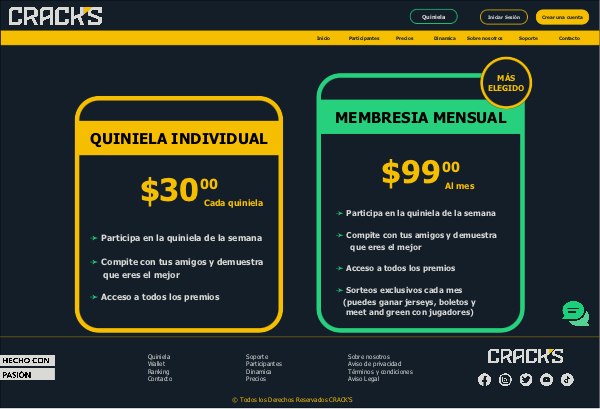 CRACK'S
Quiniela
Iniciar Sesión
Crear una cuenta
Inicio
Participantes
Precios
Dinamica
Sobre nosotros
Soporte
Contacto
QUINIELA INDIVIDUAL
$30 00
Cada quiniela
➛ Participa en la quiniela de la semana
➛ Compite con tus amigos y demuestra
que eres el mejor
➛ Acceso a todos los premios
MÁS
ELEGIDO
MEMBRESIA MENSUAL
$99 00
Al mes
➛ Participa en la quiniela de la semana
➛ Compite con tus amigos y demuestra
que eres el mejor
➛ Acceso a todos los premios
➛ Sorteos exclusivos cada mes
(puedes ganar jerseys, boletos y
meet and green con jugadores)
HECHO CON
PASIÓN
Quiniela
Wallet
Ranking
Contacto
Soporte
Participantes
Dinamica
Precios
Sobre nosotros
Aviso de privacidad
Términos y condiciones
Aviso Legal
CRACK'S
© Todos los Derechos Reservados CRACK'S